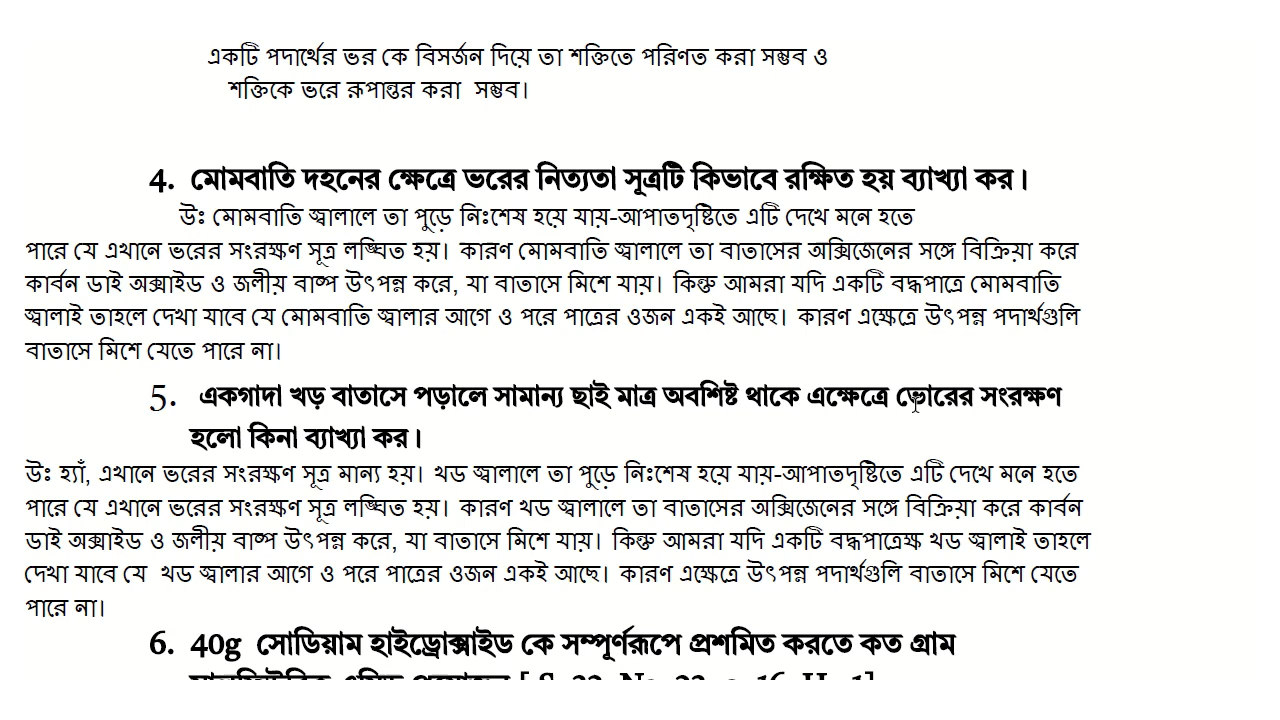 একটি পদার্থের ভর কে বিসর্জন দিয়ে তা শক্তিতে পরিণত করা সম্ভব ও
শক্তিকে ভরে রূপান্তর করা সম্ভব।
4. মোমবাতি দহনের ক্ষেত্রে ভরের নিত্যতা সূত্রটি কিভাবে রক্ষিত হয় ব্যাখ্যা কর।
উঃ মোমবাতি জ্বালালে তা পুড়ে নিঃশেষ হয়ে যায়-আপাতদৃষ্টিতে এটি দেখে মনে হতে
পারে যে এখানে ভরের সংরক্ষণ সূত্র লঙ্ঘিত হয়। কারণ মোমবাতি জ্বালালে তা বাতাসের অক্সিজেনের সঙ্গে বিক্রিয়া করে
কার্বন ডাই অক্সাইড ও জলীয় বাষ্প উৎপন্ন করে, যা বাতাসে মিশে যায়। কিন্তু আমরা যদি একটি বদ্ধপাত্রে মোমবাতি
জ্বালাই তাহলে দেখা যাবে যে মোমবাতি জ্বালার আগে ও পরে পাত্রের ওজন একই আছে। কারণ এক্ষেত্রে উৎপন্ন পদার্থগুলি
বাতাসে মিশে যেতে পারে না।
5. একগাদা খড় বাতাসে পড়ালে সামান্য ছাই মাত্র অবশিষ্ট থাকে এক্ষেত্রে ভোরের সংরক্ষণ
হলো কিনা ব্যাখ্যা কর।
উঃ হ্যাঁ, এখানে ভরের সংরক্ষণ সূত্র মান্য হয়। খড জ্বালালে তা পুড়ে নিঃশেষ হয়ে যায়-আপাতদৃষ্টিতে এটি দেখে মনে হতে
পারে যে এখানে ভরের সংরক্ষণ সূত্র লঙ্ঘিত হয়। কারণ খড জ্বালালে তা বাতাসের অক্সিজেনের সঙ্গে বিক্রিয়া করে কার্বন
ডাই অক্সাইড ও জলীয় বাষ্প উৎপন্ন করে, যা বাতাসে মিশে যায়। কিন্তু আমরা যদি একটি বদ্ধপাত্রেক্ষ খড জ্বালাই তাহলে
দেখা যাবে যে খড জ্বালার আগে ও পরে পাত্রের ওজন একই আছে। কারণ এক্ষেত্রে উৎপন্ন পদার্থগুলি বাতাসে মিশে যেতে
পারে না।
6. 40g সোডিয়াম হাইড্রোক্সাইড কে সম্পূর্ণরূপে প্রশমিত করতে কত গ্রাম